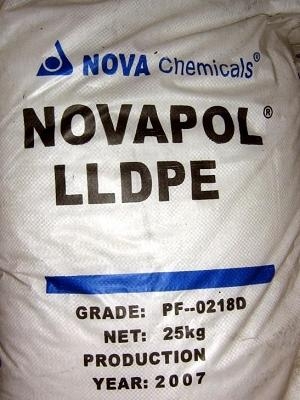 NOVA Chemicals®
NOVAPOL®
LLDPE
GRADE: PF--0218D
NET: 25kg
PRODUCTION
YEAR: 2007